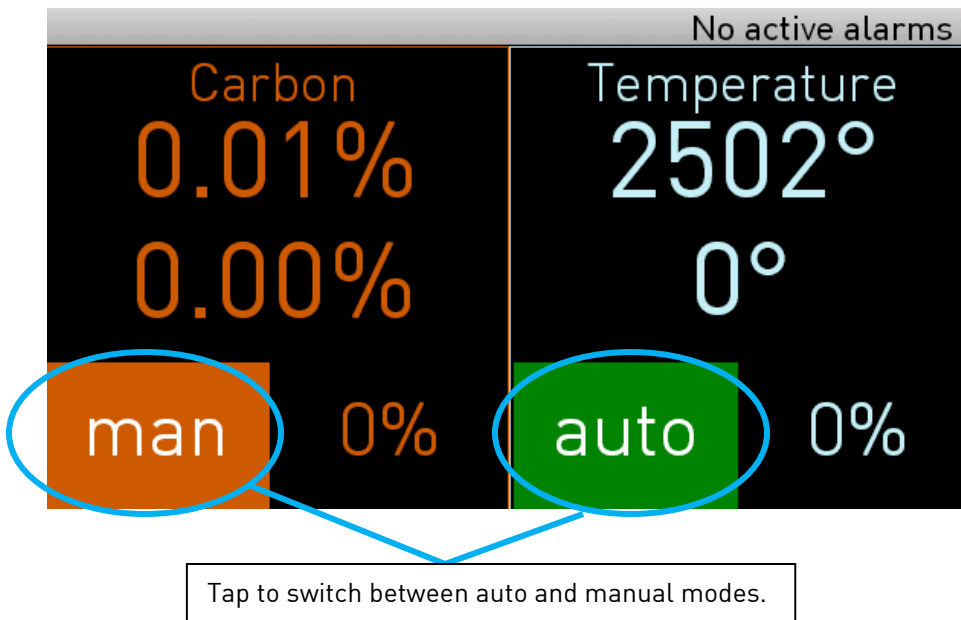 No active alarms
Carbon
0.01%
0.00%
man 0%
Temperature
2502°
0°
auto 0%
Tap to switch between auto and manual modes.